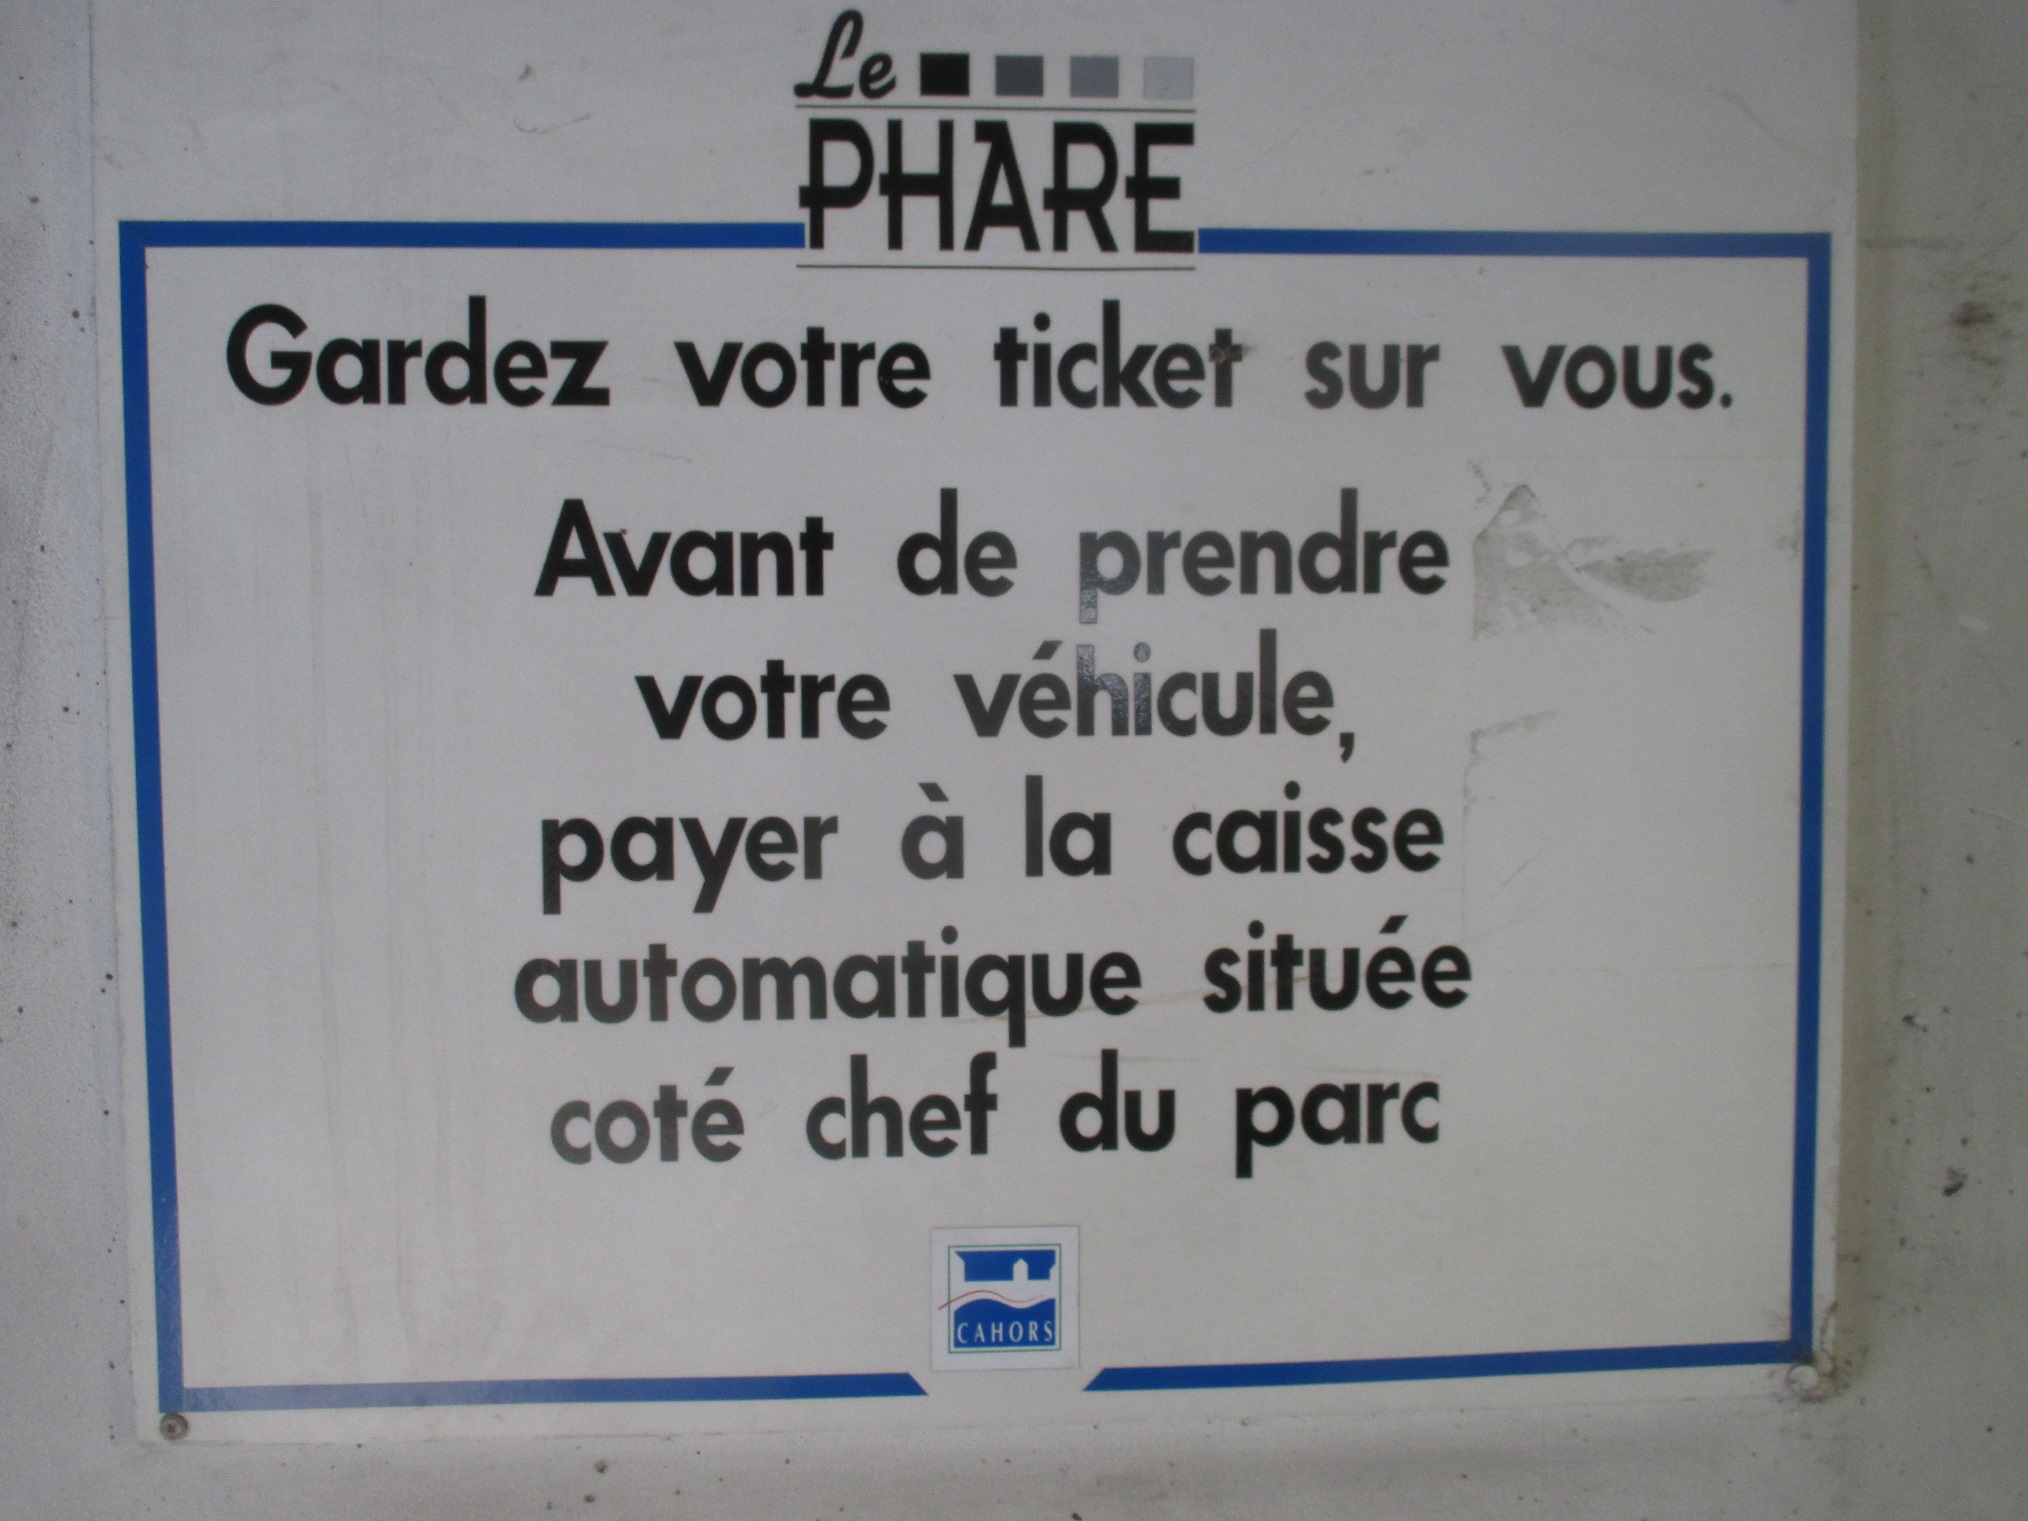 Le
PHARE
Gardez votre ticket sur vous.
Avant de prendre
votre véhicule,
payer à la caisse
automatique située
coté chef du parc
CAHORS